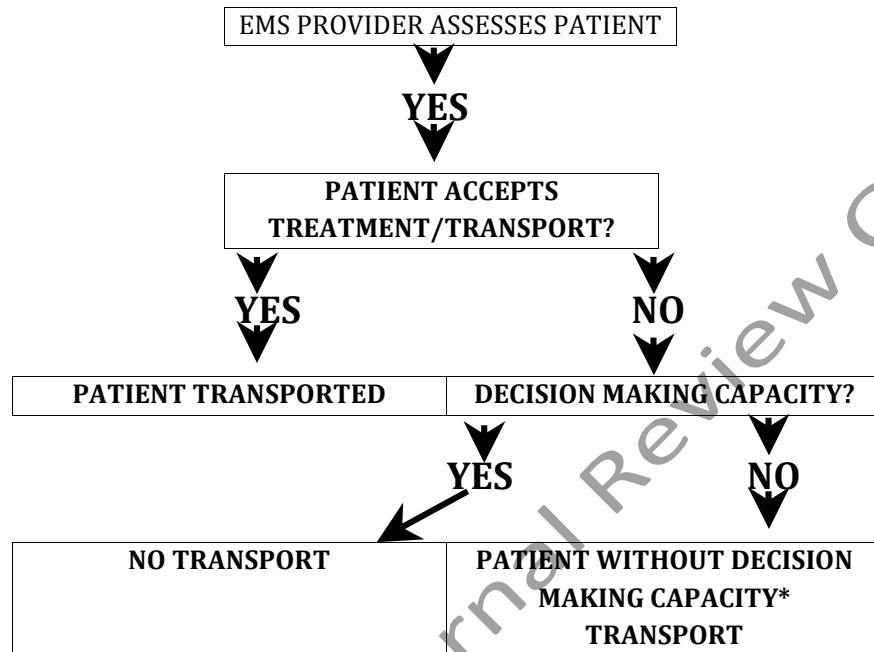 EMS PROVIDER ASSESSES PATIENT
YES
PATIENT ACCEPTS
TREATMENT/TRANSPORT?
YES
NO
PATIENT TRANSPORTED
DECISION MAKING CAPACITY?
YES
NO
NO TRANSPORT
PATIENT WITHOUT DECISION
MAKING CAPACITY*
TRANSPORT
Review